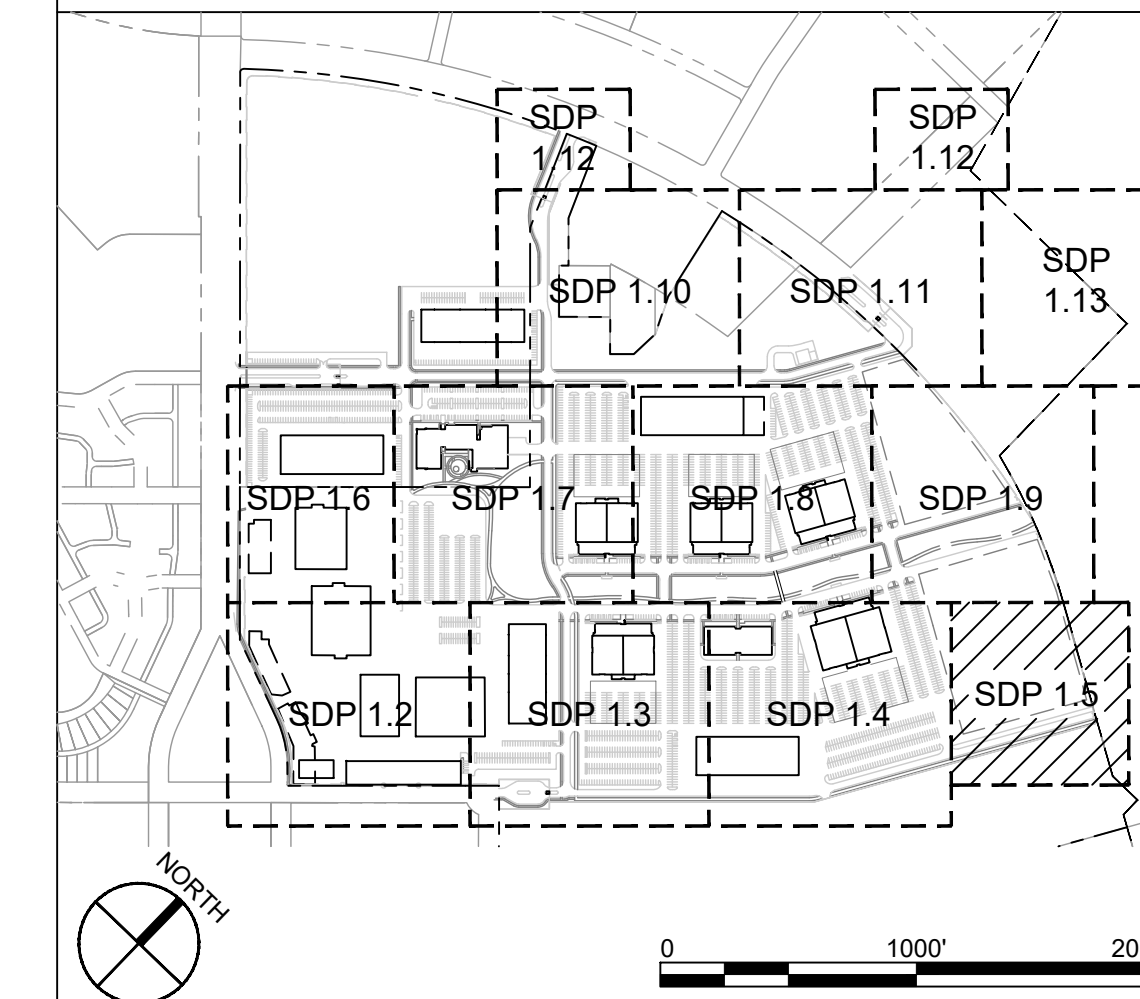 SDP
1.12
SDP
1.12
SDP 1.10
SDP 1.11
SDP
1.13
SDP 1.6
SDP 1.7
SDP 1.8
SDP 1.9
SDP 1.2
SDP 1.3
SDP 1.4
SDP 1.5
NORTH
0
1000'
20